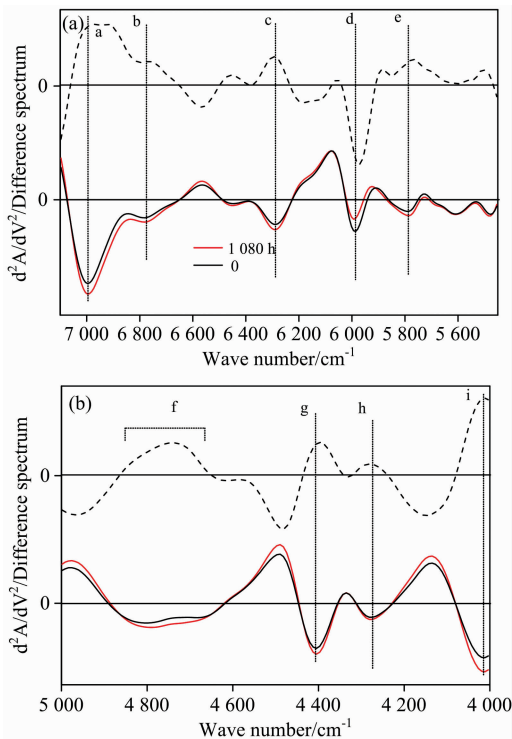 (a)
a
b
c
d
e
0
0
d²A/dV²/Difference spectrum
1 080 h
0
7 000 6 800 6 600 6 400 6 200 6 000 5 800 5 600
Wave number/cm⁻¹
(b)
f
g
h
i
0
0
d²A/dV²/Difference spectrum
5 000 4 800 4 600 4 400 4 200 4 000
Wave number/cm⁻¹